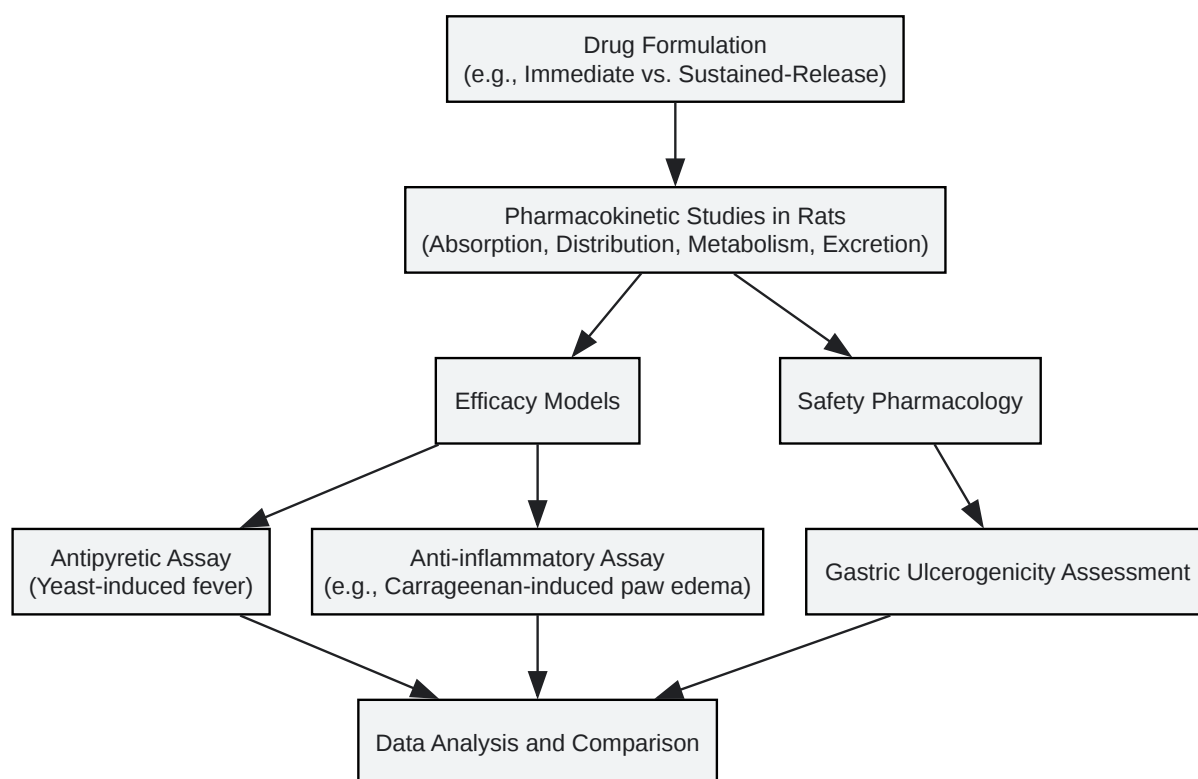 Drug Formulation
(e.g., Immediate vs. Sustained-Release)
Pharmacokinetic Studies in Rats
(Absorption, Distribution, Metabolism, Excretion)
Efficacy Models
Safety Pharmacology
Antipyretic Assay
(Yeast-induced fever)
Anti-inflammatory Assay
(e.g., Carrageenan-induced paw edema)
Gastric Ulcerogenicity Assessment
Data Analysis and Comparison